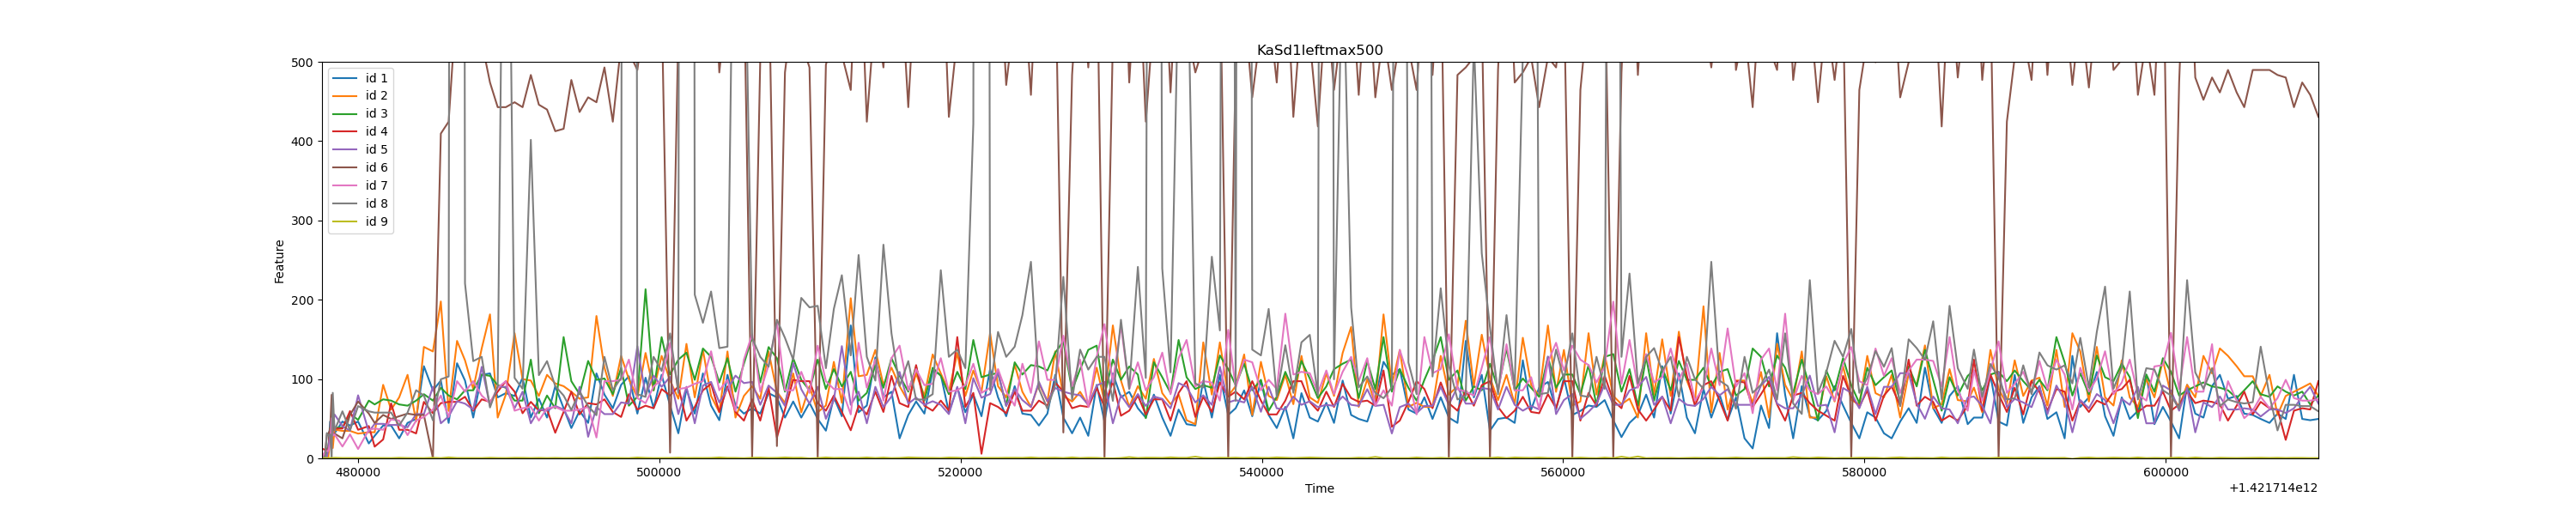 KaSd1leftmax500
500
400
300
200
100
0
Feature
id 1
id 2
id 3
id 4
id 5
id 6
id 7
id 8
id 9
480000 500000 520000 540000 560000 580000 600000
Time
+1.421714e12